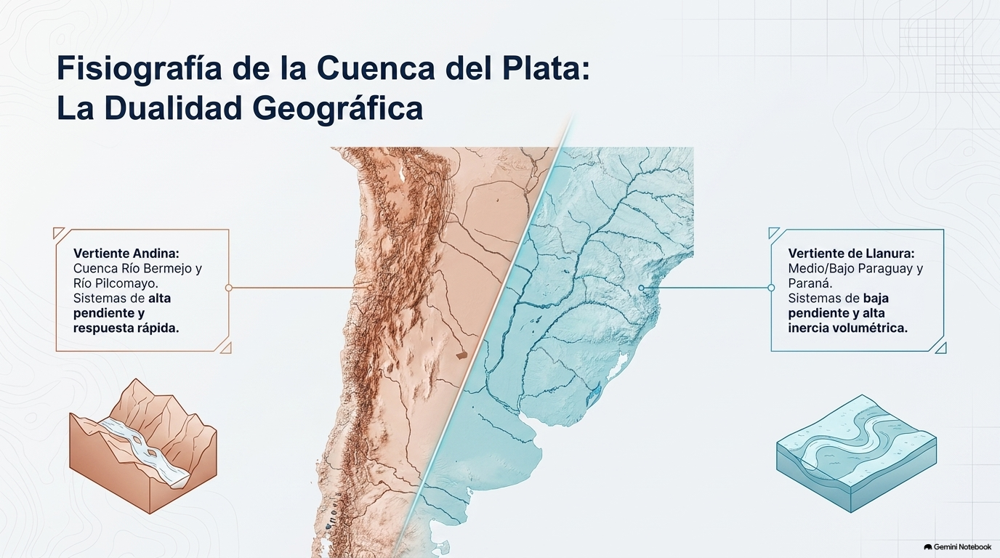 Fisiografía de la Cuenca del Plata:
La Dualidad Geográfica
Vertiente Andina:
Cuenca Río Bermejo y
Río Pilcomayo.
Sistemas de alta
pendiente y
respuesta rápida.
Vertiente de Llanura:
Medio/Bajo Paraguay y
Paraná.
Sistemas de baja
pendiente y alta
inercia volumétrica.
Gemini Notebook